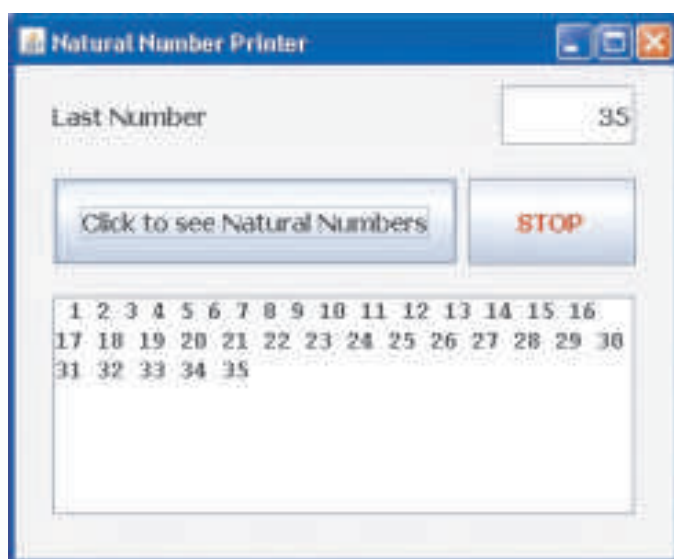 Natural Number Printer
Last Number
35
Click to see Natural Numbers
STOP
1 2 3 4 5 6 7 8 9 10 11 12 13 14 15 16
17 18 19 20 21 22 23 24 25 26 27 28 29 30
31 32 33 34 35